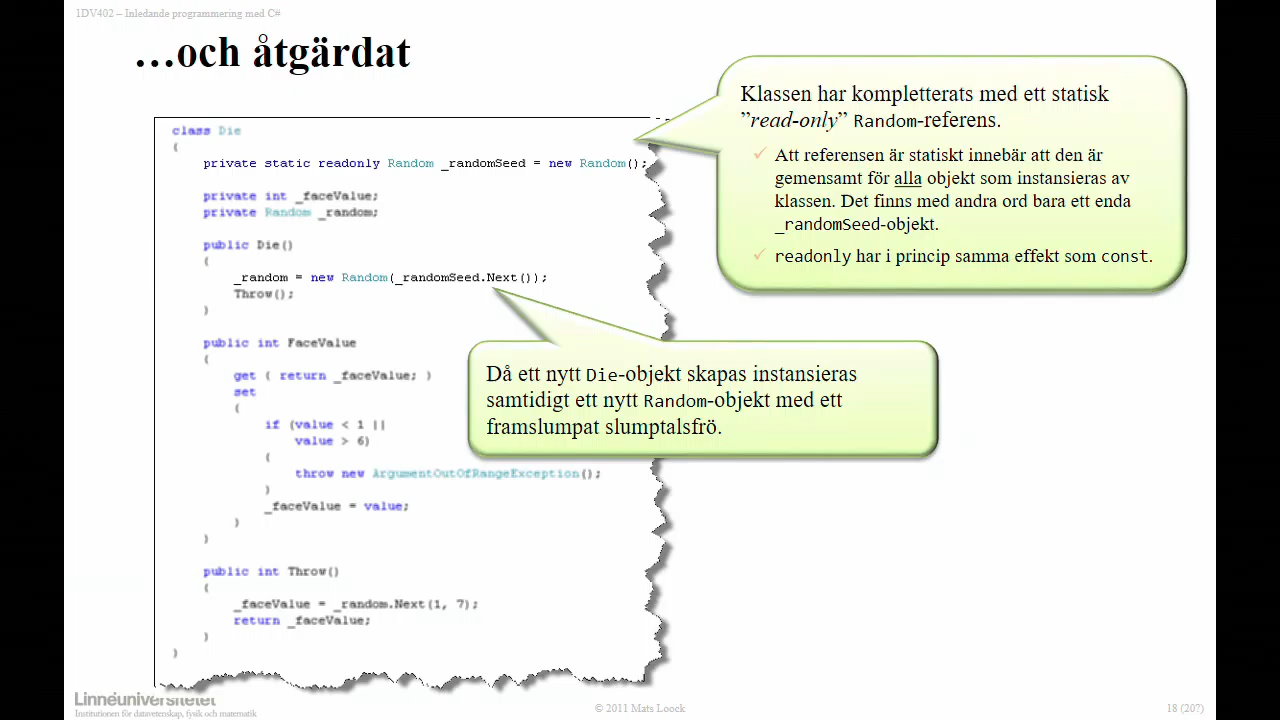 1DV402 – Inledande programmering med C#
…och åtgärdat
class Die
{
private static readonly Random _randomSeed = new Random();
private int _faceValue;
private Random _random;
public Die()
{
_random = new Random(_randomSeed.Next());
Throw();
}
public int FaceValue
{
get { return _faceValue; }
set
{
if (value < 1 ||
value > 6)
{
throw new ArgumentOutOfRangeException();
}
_faceValue = value;
}
}
public int Throw()
{
_faceValue = _random.Next(1, 7);
return _faceValue;
}
}
Klassen har kompletterats med ett statisk
”read-only” Random-referens.
Att referensen är statiskt innebär att den är
gemensamt för alla objekt som instansieras av
klassen. Det finns med andra ord bara ett enda
_randomSeed-objekt.
readonly har i princip samma effekt som const.
Då ett nytt Die-objekt skapas instansieras
samtidigt ett nytt Random-objekt med ett
framslumpat slumptalsfrö.
Linnéuniversitetet
Institutionen för datavetenskap, fysik och matematik
© 2011 Mats Loock
18 (207)